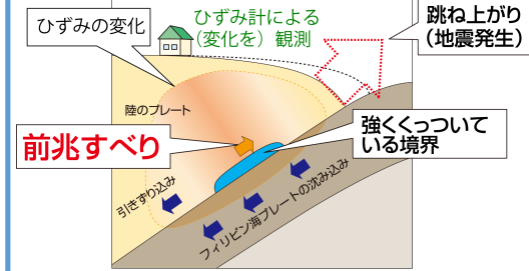 ひずみの変化
ひずみ計による
(変化を)観測
跳ね上がり
(地震発生)
陸のプレート
前兆すべり
強くくっついて
いる境界
引きずり込み
フィリピン海プレートの沈み込み